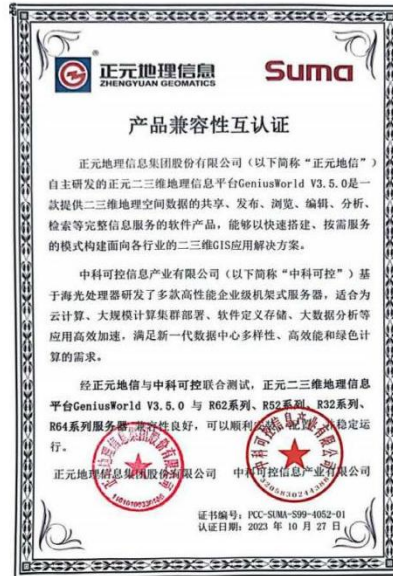 正元地理信息
ZHENGYUAN GEOMATICS
Suma
产品兼容性互认证
正元地理信息集团股份有限公司（以下简称“正元地信”）
自主研发的正元二三维地理信息平台GeniusWorld V3.5.0是一
款提供二三维地理空间数据的共享、发布、浏览、编辑、分析、
检索等完整信息服务的软件产品，能够以快速搭建、按需服务
的模式构建面向各行业的二三维GIS应用解决方案。
中科可控信息产业有限公司（以下简称“中科可控”）基
于海光处理器研发了多款高性能企业级机架式服务器，适合为
云计算、大规模计算集群部署、软件定义存储、大数据分析等
应用高效加速，满足新一代数据中心多样性、高效能和绿色计
算的需求。
经正元地信与中科可控联合测试，正元二三维地理信息
平台GeniusWorld V3.5.0 与 R62系列、R52系列、R32系列、
R64系列服务器 兼容性良好，可以顺利稳定运
行。
正元地理信息集团股份有限公司
中科可控信息产业有限公司
证书编号：PCC-SUMA-S99-4052-01
认证日期：2023 年 10 月 27 日